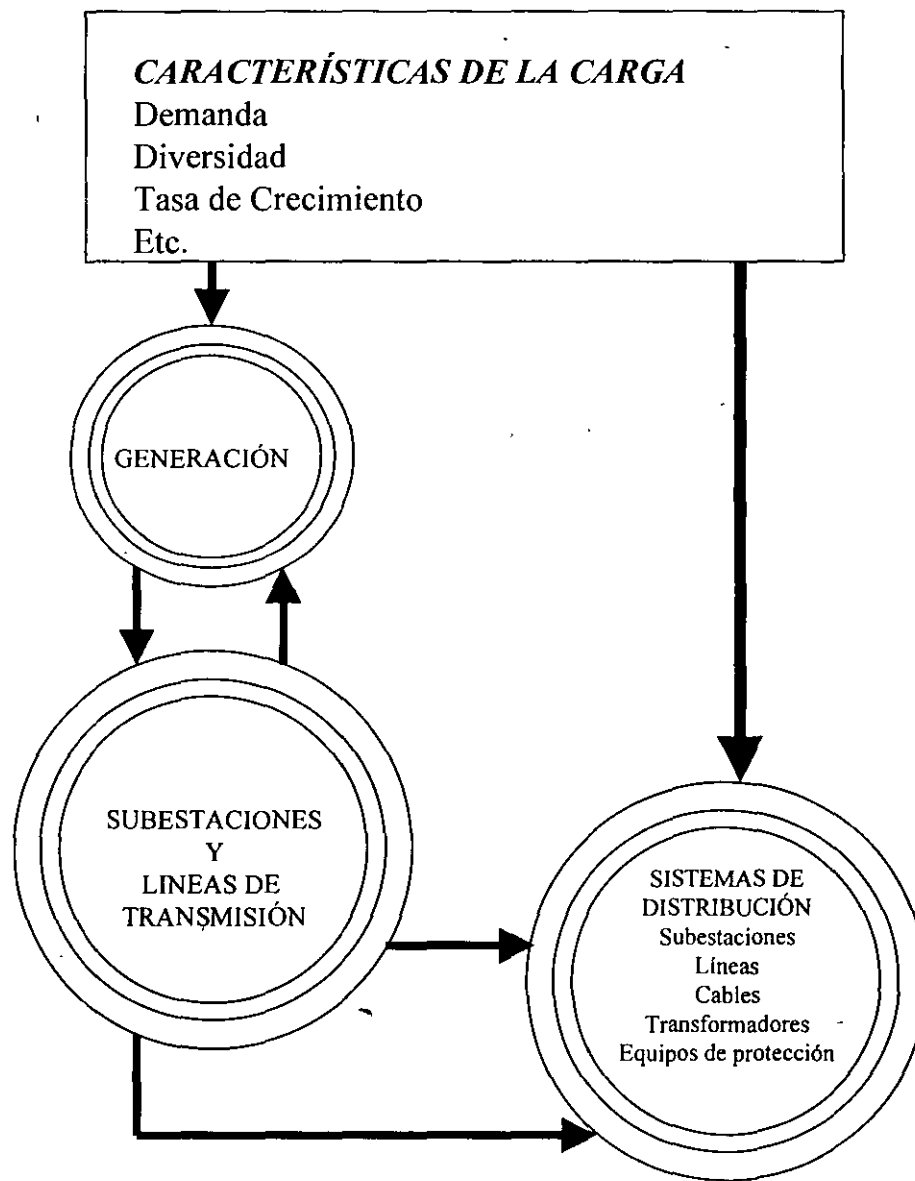 CARACTERÍSTICAS DE LA CARGA
Demanda
Diversidad
Tasa de Crecimiento
Etc.
GENERACIÓN
SUBESTACIONES
Y
LINEAS DE
TRANSMISIÓN
SISTEMAS DE
DISTRIBUCIÓN
Subestaciones
Líneas
Cables
Transformadores
Equipos de protección